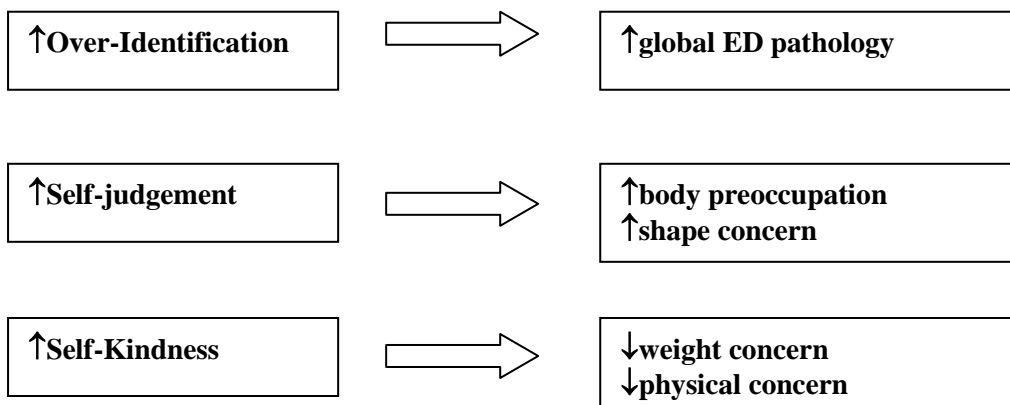 ↑Over-Identification
↑global ED pathology
↑Self-judgement
↑body preoccupation
↑shape concern
↑Self-Kindness
↓weight concern
↓physical concern